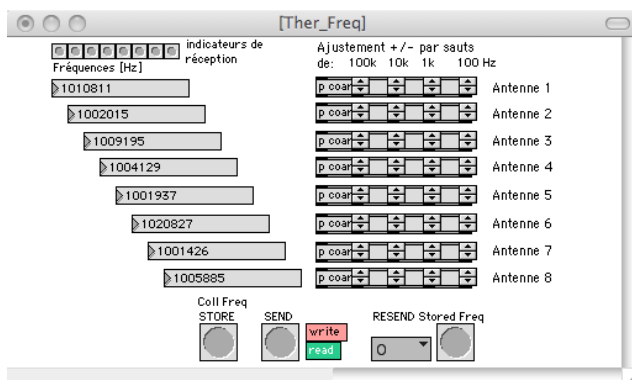 [Ther_Freq]
indicateurs de
réception
Fréquences [Hz]
Ajustement +/- par sauts
de: 100k 10k 1k 100 Hz
1010811 p coar Antenne 1
1002015 p coar Antenne 2
1009195 p coar Antenne 3
1004129 p coar Antenne 4
1001937 p coar Antenne 5
1020827 p coar Antenne 6
1001426 p coar Antenne 7
1005885 p coar Antenne 8
Coll Freq
STORE SEND RESEND Stored Freq
write
read
0